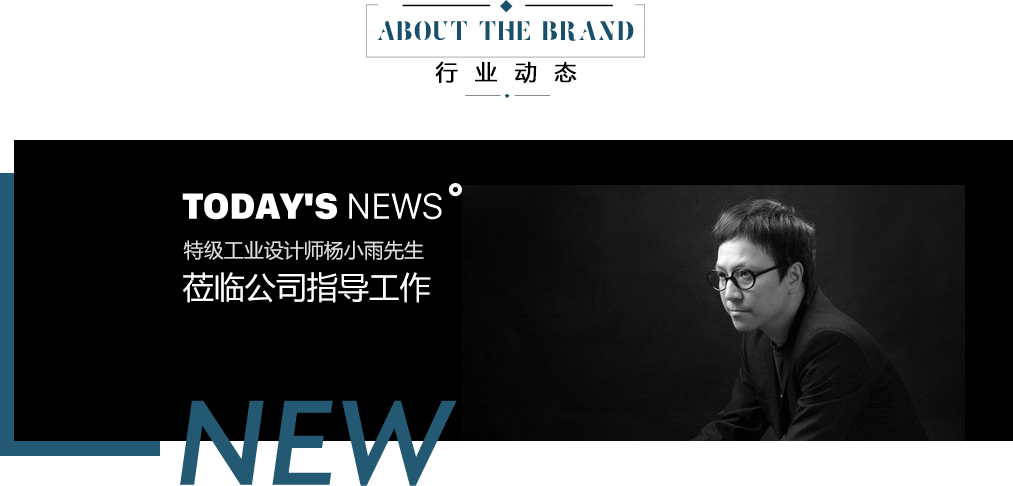 ABOUT THE BRAND
行业动态
TODAY'S NEWS
特级工业设计师杨小雨先生
莅临公司指导工作
NEW